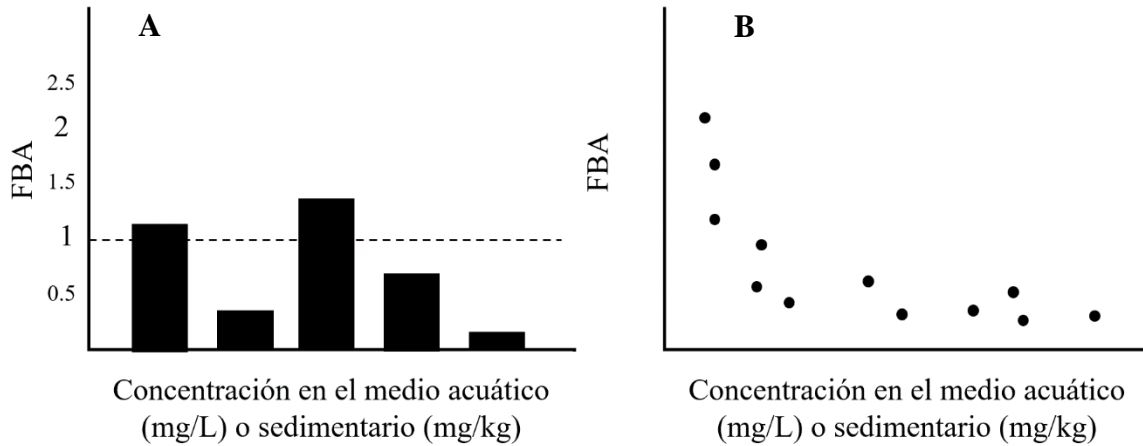 A
2.5
2
1.5
1
0.5
FBA
Concentración en el medio acuático
(mg/L) o sedimentario (mg/kg)
B
FBA
Concentración en el medio acuático
(mg/L) o sedimentario (mg/kg)